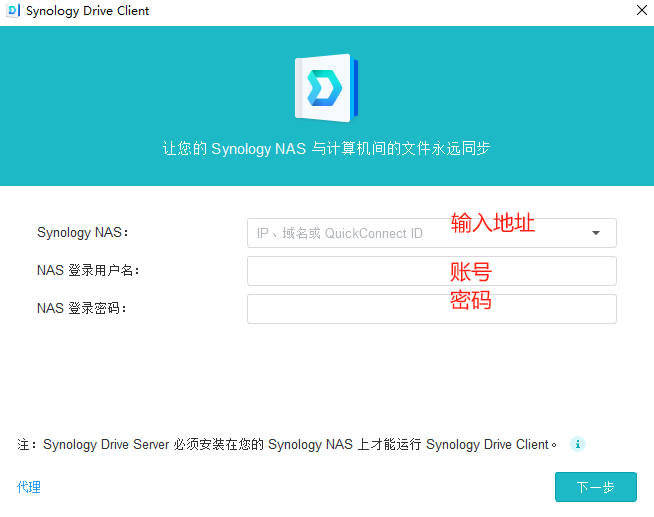 Synology Drive Client
让您的 Synology NAS 与计算机间的文件永远同步
Synology NAS： IP、域名或 QuickConnect ID 输入地址
NAS 登录用户名： 账号
NAS 登录密码： 密码
注：Synology Drive Server 必须安装在您的 Synology NAS 上才能运行 Synology Drive Client。 i
代理 下一步